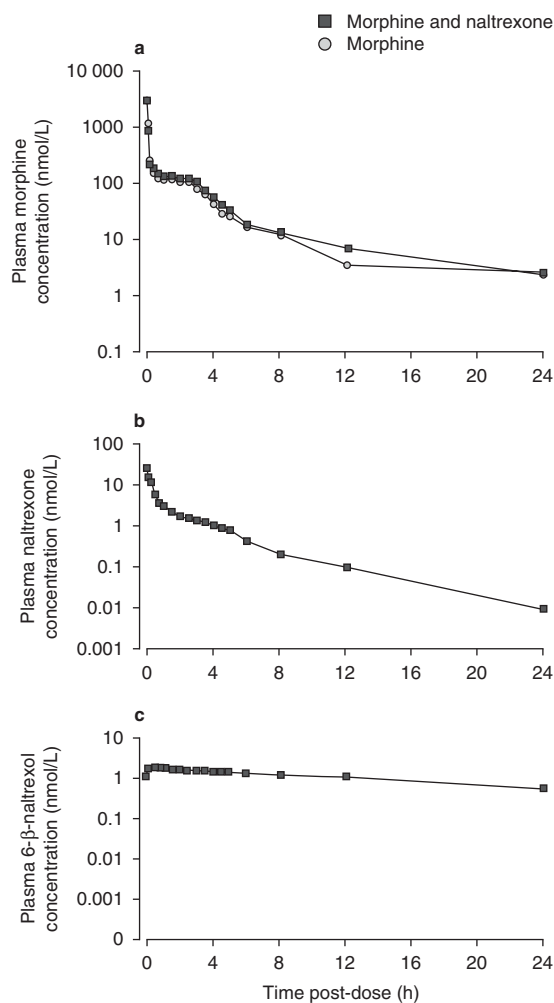 Morphine and naltrexone
Morphine
a
10 000
1000
100
10
1
0.1
Plasma morphine
concentration (nmol/L)
0 4 8 12 16 20 24
b
100
10
1
0.1
0.01
0.001
Plasma naltrexone
concentration (nmol/L)
0 4 8 12 16 20 24
c
10
1
0.1
0.01
0.001
0
Plasma 6-β-naltrexol
concentration (nmol/L)
0 4 8 12 16 20 24
Time post-dose (h)